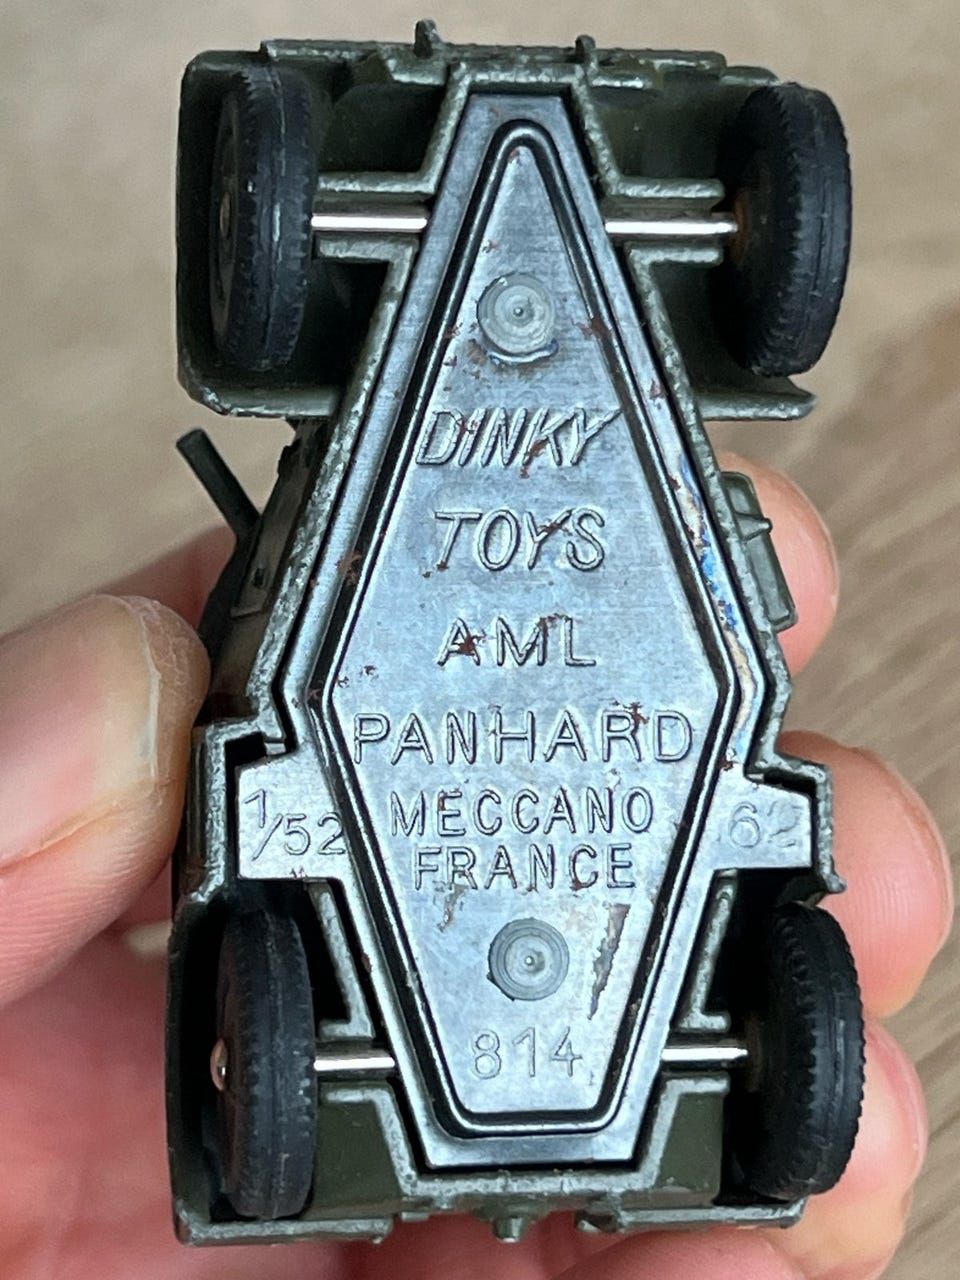 DINKY
TOYS
AML
PANHARD
1/52
MECCANO
62
FRANCE
814